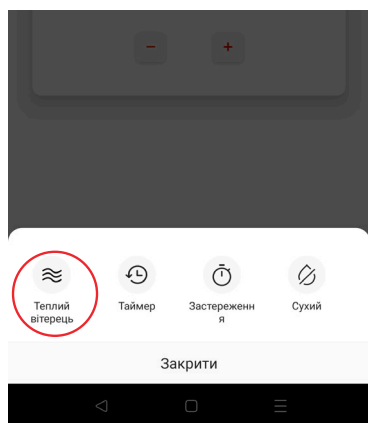 − +
Теплий
вітерець
Таймер
Застереженн
я
Сухий
Закрити